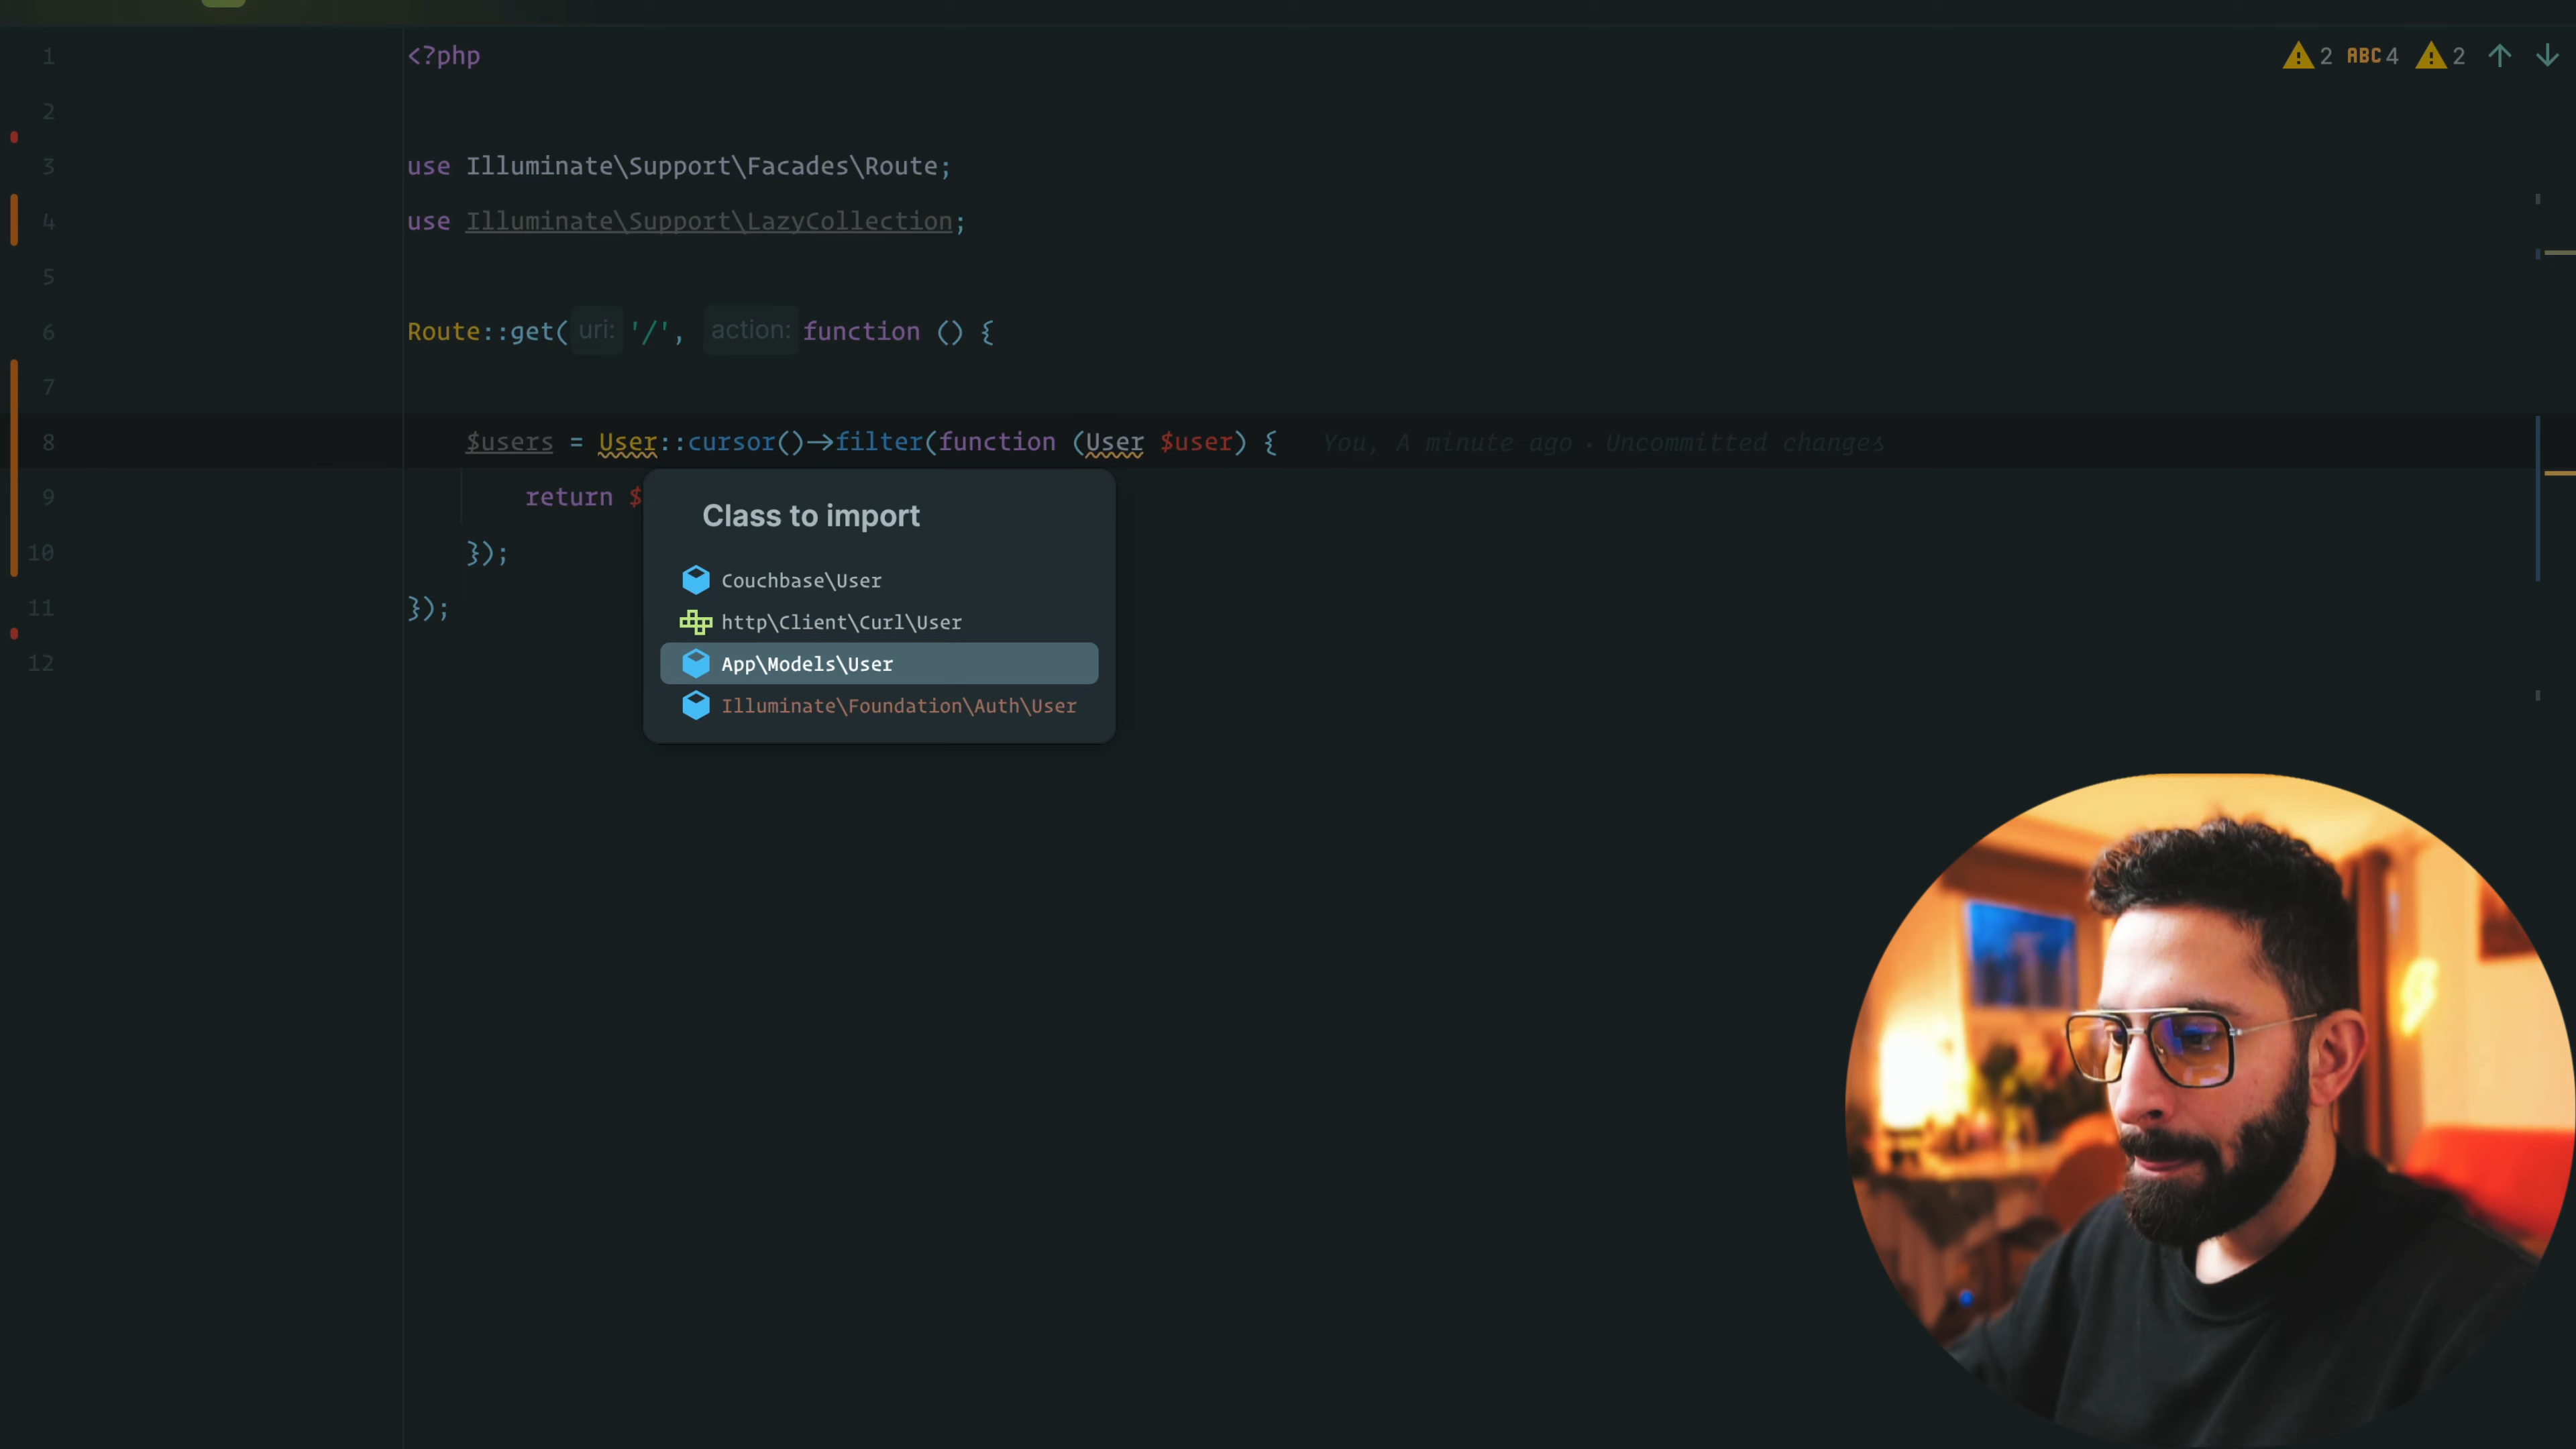 2 ABC 4 2
1 <?php
2
3 use Illuminate\Support\Facades\Route;
4 use Illuminate\Support\LazyCollection;
5
6 Route::get( uri: '/', action: function () {
7
8 $users = User::cursor()→filter(function (User $user) { You, A minute ago · Uncommitted changes
9 return $
10 });
11 });
12
Class to import
Couchbase\User
http\Client\Curl\User
App\Models\User
Illuminate\Foundation\Auth\User